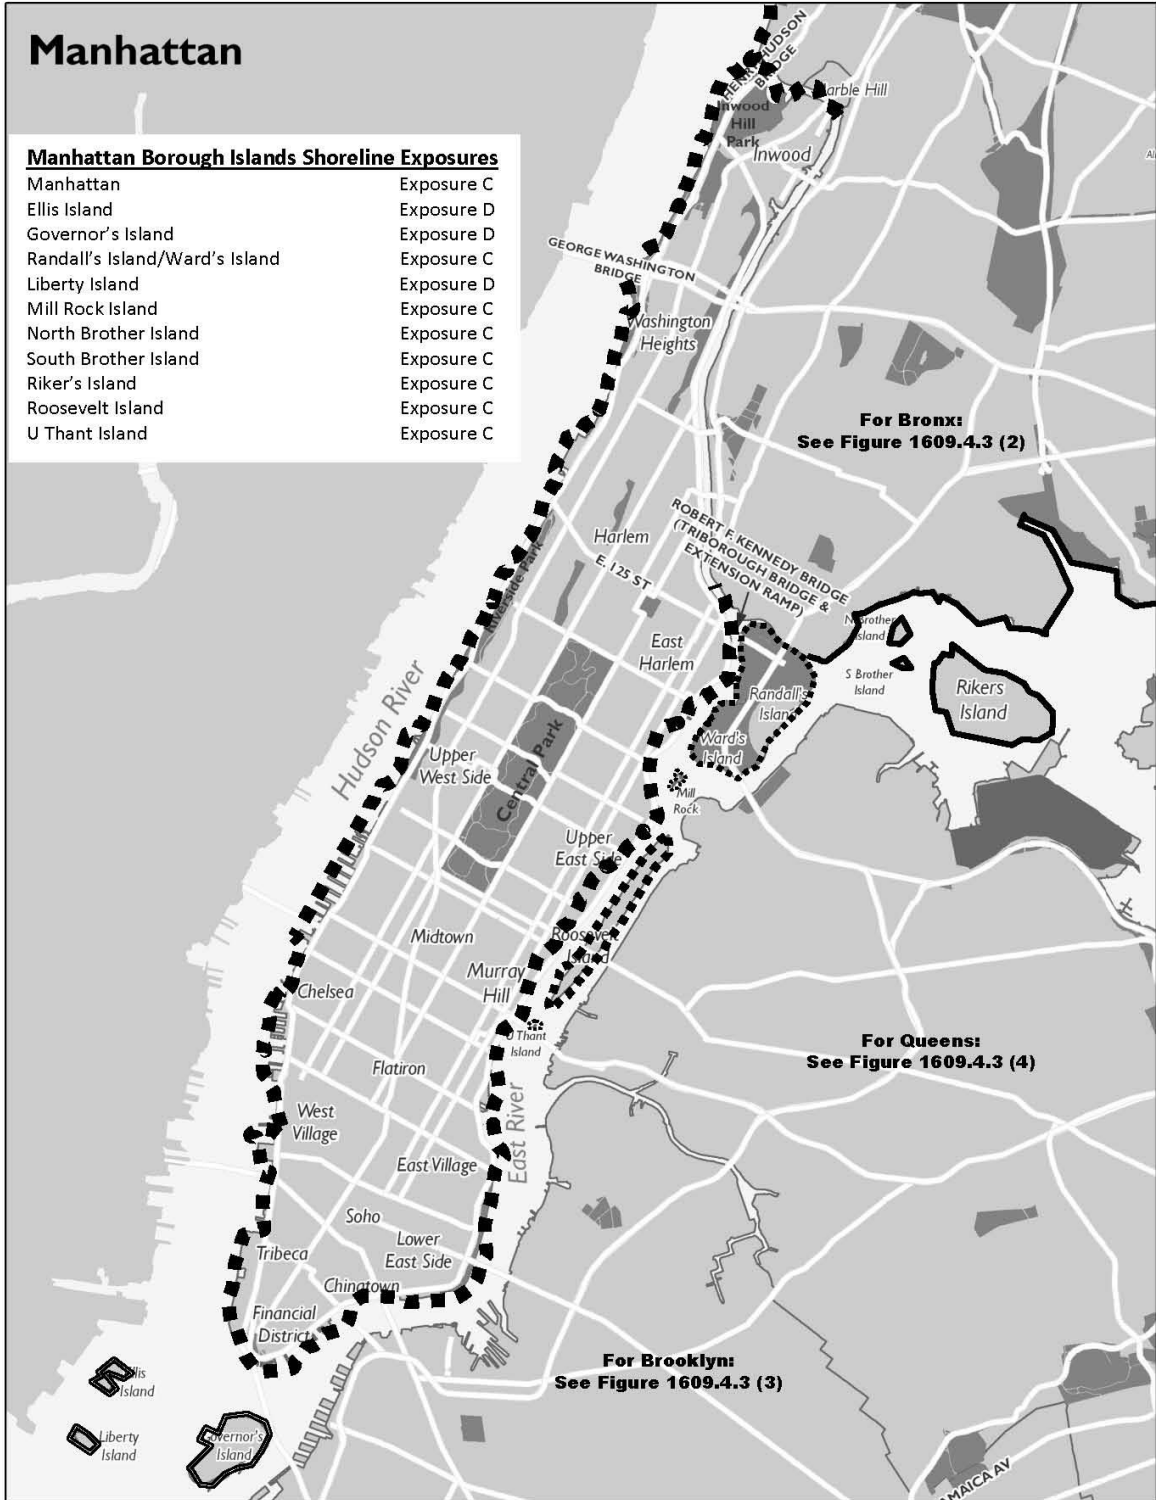 Manhattan
Manhattan Borough Islands Shoreline Exposures
Manhattan Exposure C
Ellis Island Exposure D
Governor's Island Exposure D
Randall's Island/Ward's Island Exposure C
Liberty Island Exposure D
Mill Rock Island Exposure C
North Brother Island Exposure C
South Brother Island Exposure C
Riker's Island Exposure C
Roosevelt Island Exposure C
U Thant Island Exposure C
HENRY HUDSON
BRIDGE
Marble Hill
Inwood
Hill
Park
Inwood
GEORGE WASHINGTON
BRIDGE
Washington
Heights
For Bronx:
See Figure 1609.4.3 (2)
ROBERT F. KENNEDY BRIDGE
(TRIBOROUGH BRIDGE &
EXTENSION RAMP)
Harlem
E. 125 ST
Riverside Park
East
Harlem
N Brother
Island
S Brother
Island
Rikers
Island
Randall's
Island
Ward's
Island
Hudson River
Upper
West Side
Central Park
Mill
Rock
Upper
East Side
Midtown
Roosevelt
Island
Murray
Hill
Chelsea
U Thant
Island
For Queens:
See Figure 1609.4.3 (4)
Flatiron
West
Village
East River
East Village
Soho
Lower
East Side
Tribeca
Chinatown
Financial
District
For Brooklyn:
See Figure 1609.4.3 (3)
Ellis
Island
Liberty
Island
Governor's
Island
JAMAICA AV